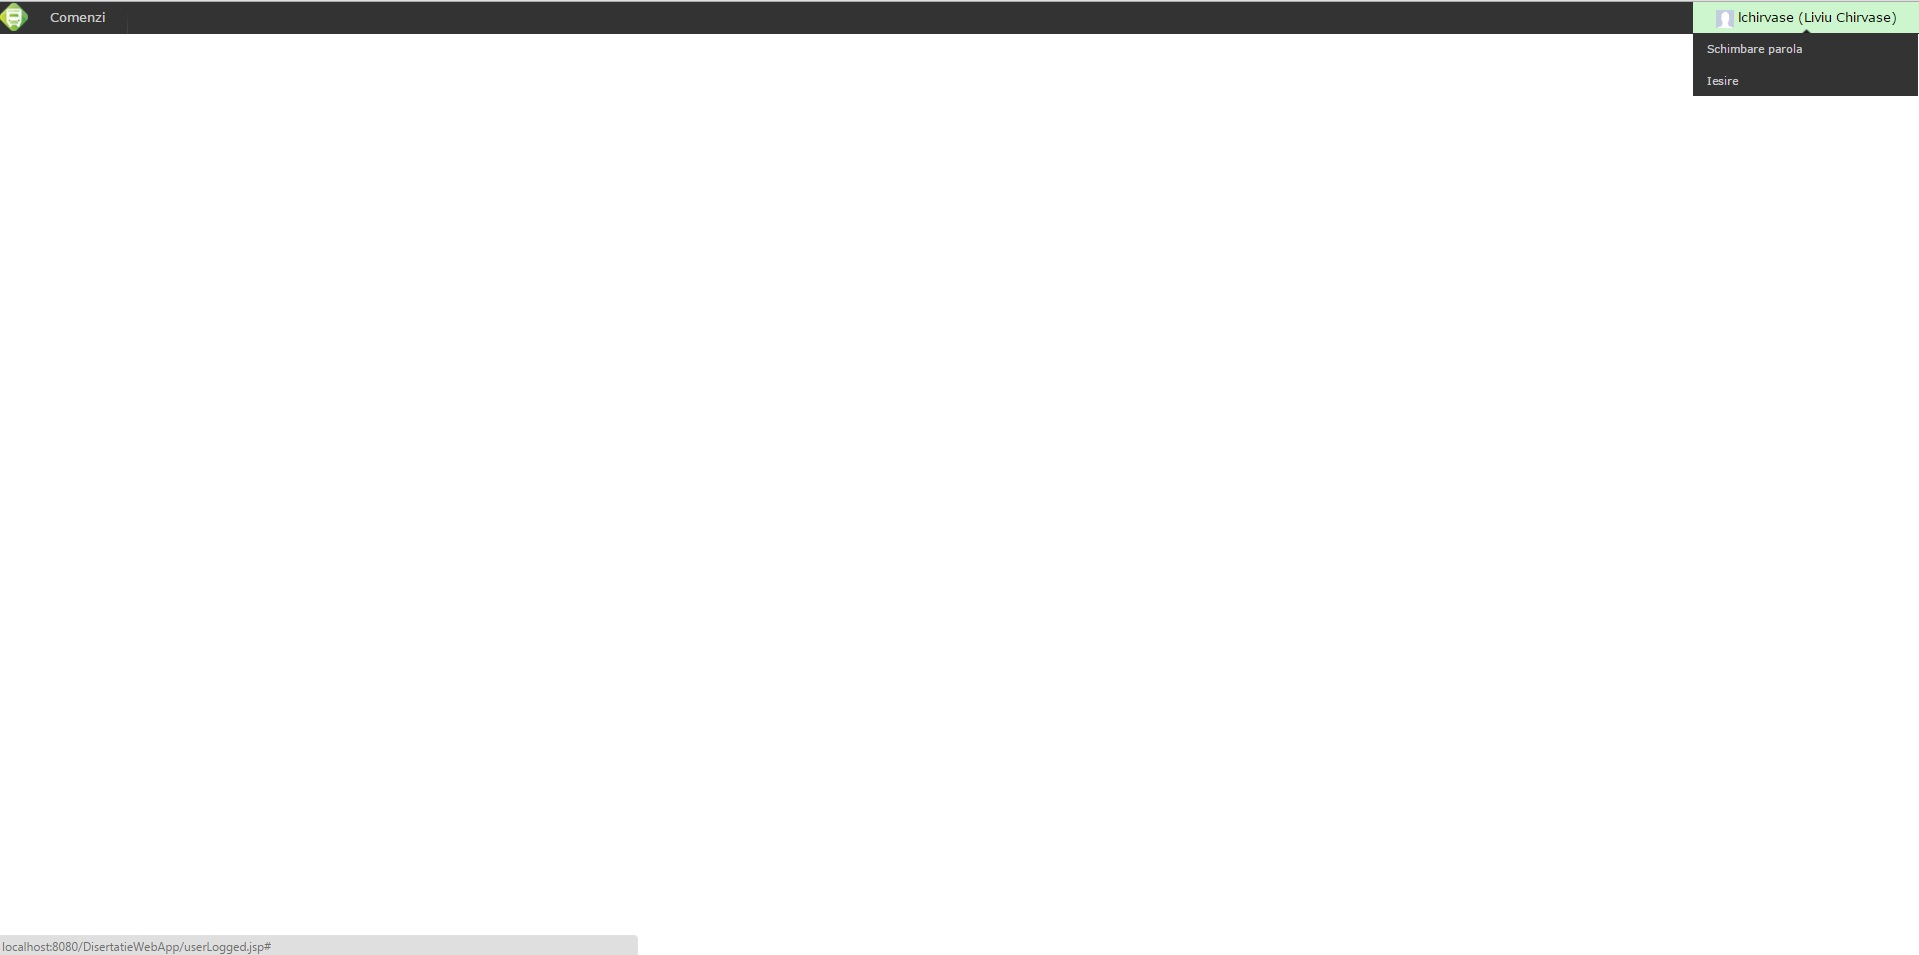 Comenzi
lchirvase (Liviu Chirvase)
Schimbare parola
Iesire
localhost:8080/DisertatieWebApp/userLogged.jsp#